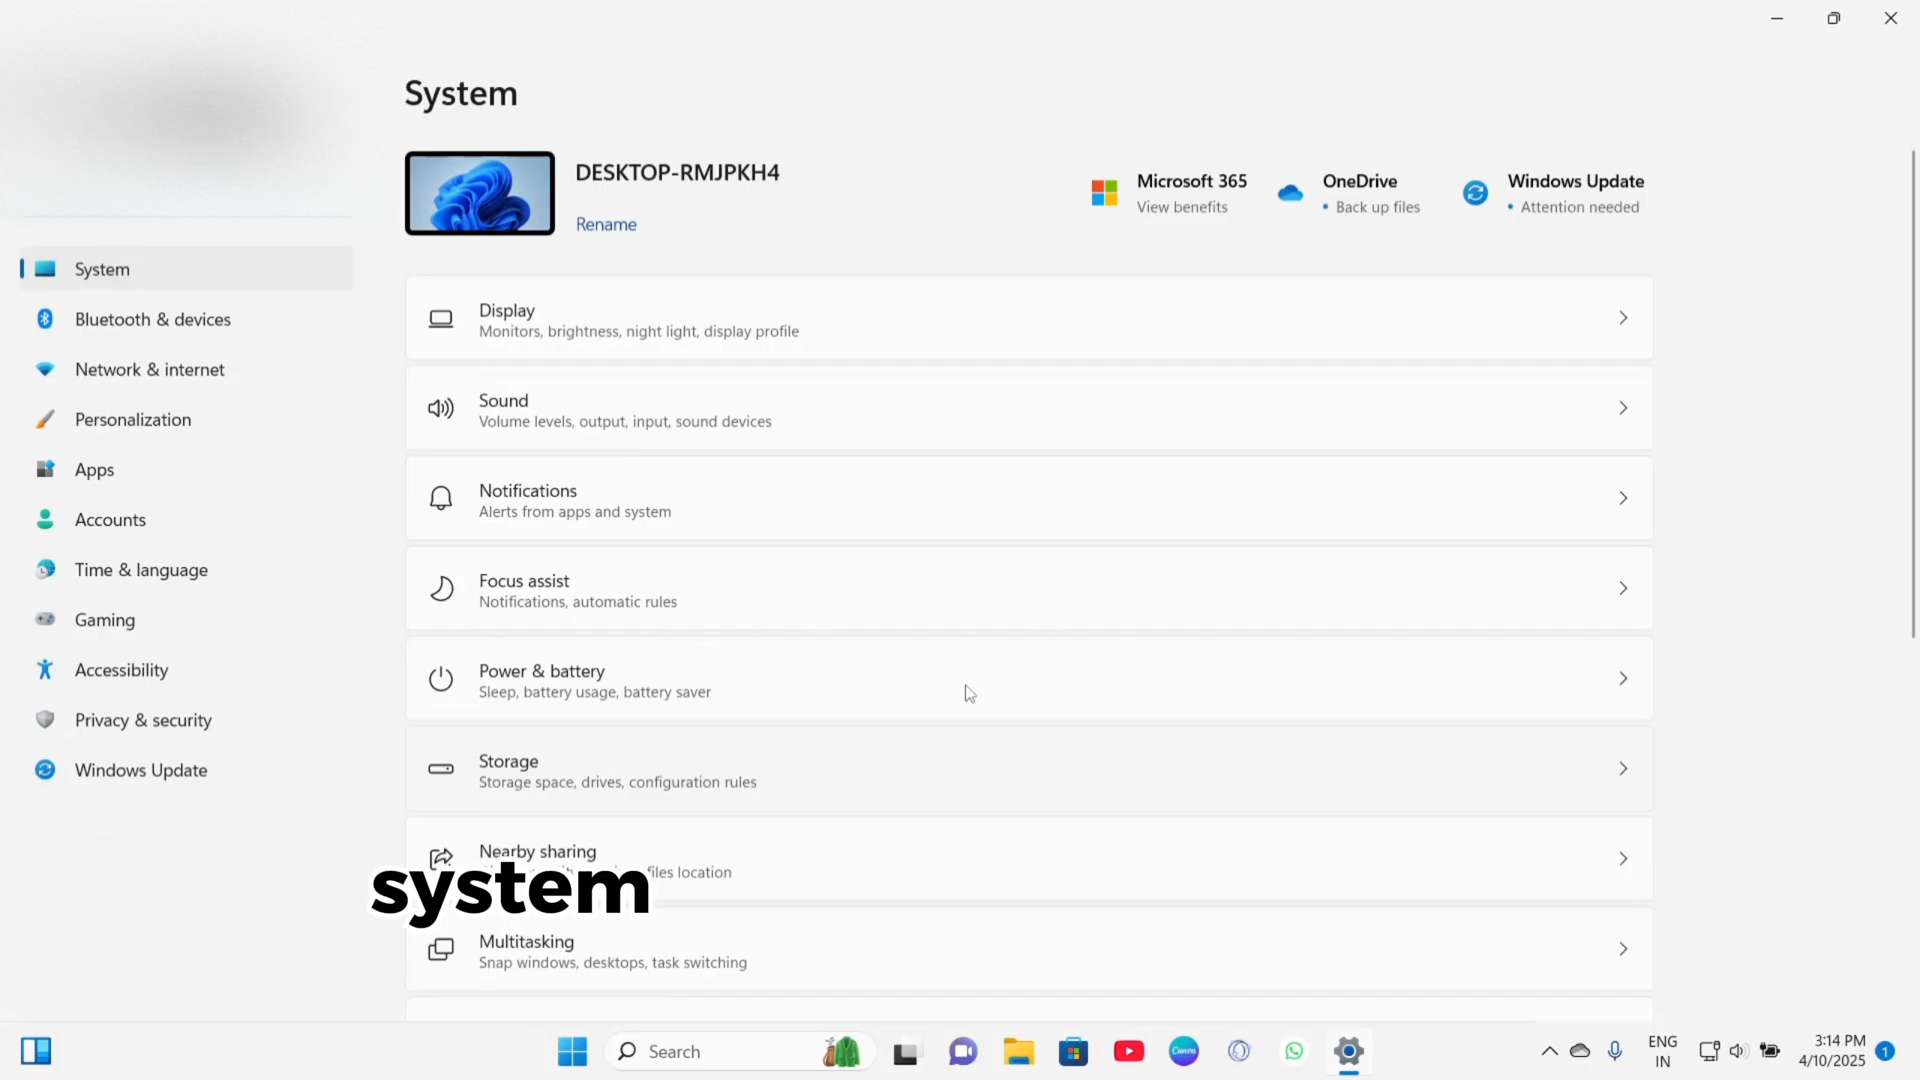 System
DESKTOP-RMJPKH4
Rename
Microsoft 365
View benefits
OneDrive
• Back up files
Windows Update
• Attention needed
System
Bluetooth & devices
Network & internet
Personalization
Apps
Accounts
Time & language
Gaming
Accessibility
Privacy & security
Windows Update
Display
Monitors, brightness, night light, display profile
Sound
Volume levels, output, input, sound devices
Notifications
Alerts from apps and system
Focus assist
Notifications, automatic rules
Power & battery
Sleep, battery usage, battery saver
Storage
Storage space, drives, configuration rules
Nearby sharing
files location
system
Multitasking
Snap windows, desktops, task switching
Search
Canva
ENG
IN
3:14 PM
4/10/2025
1